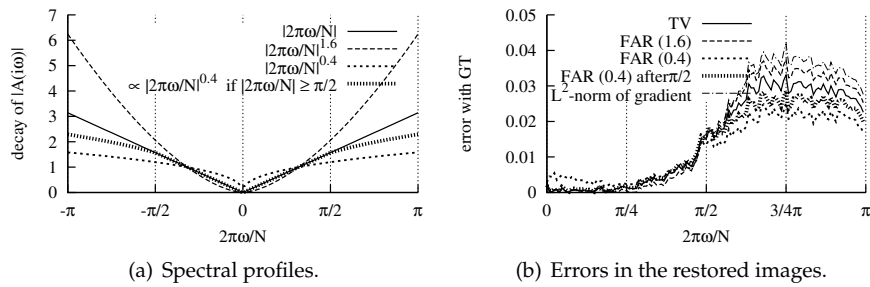 7
6
5
4
3
2
1
0
decay of |A(iω)|
-π -π/2 0 π/2 π
2πω/N
|2πω/N|
|2πω/N|^1.6
|2πω/N|^0.4
∝ |2πω/N|^0.4 if |2πω/N| ≥ π/2
(a) Spectral profiles.
0.05
0.04
0.03
0.02
0.01
0
error with GT
0 π/4 π/2 3/4π π
2πω/N
TV
FAR (1.6)
FAR (0.4)
FAR (0.4) afterπ/2
L²-norm of gradient
(b) Errors in the restored images.